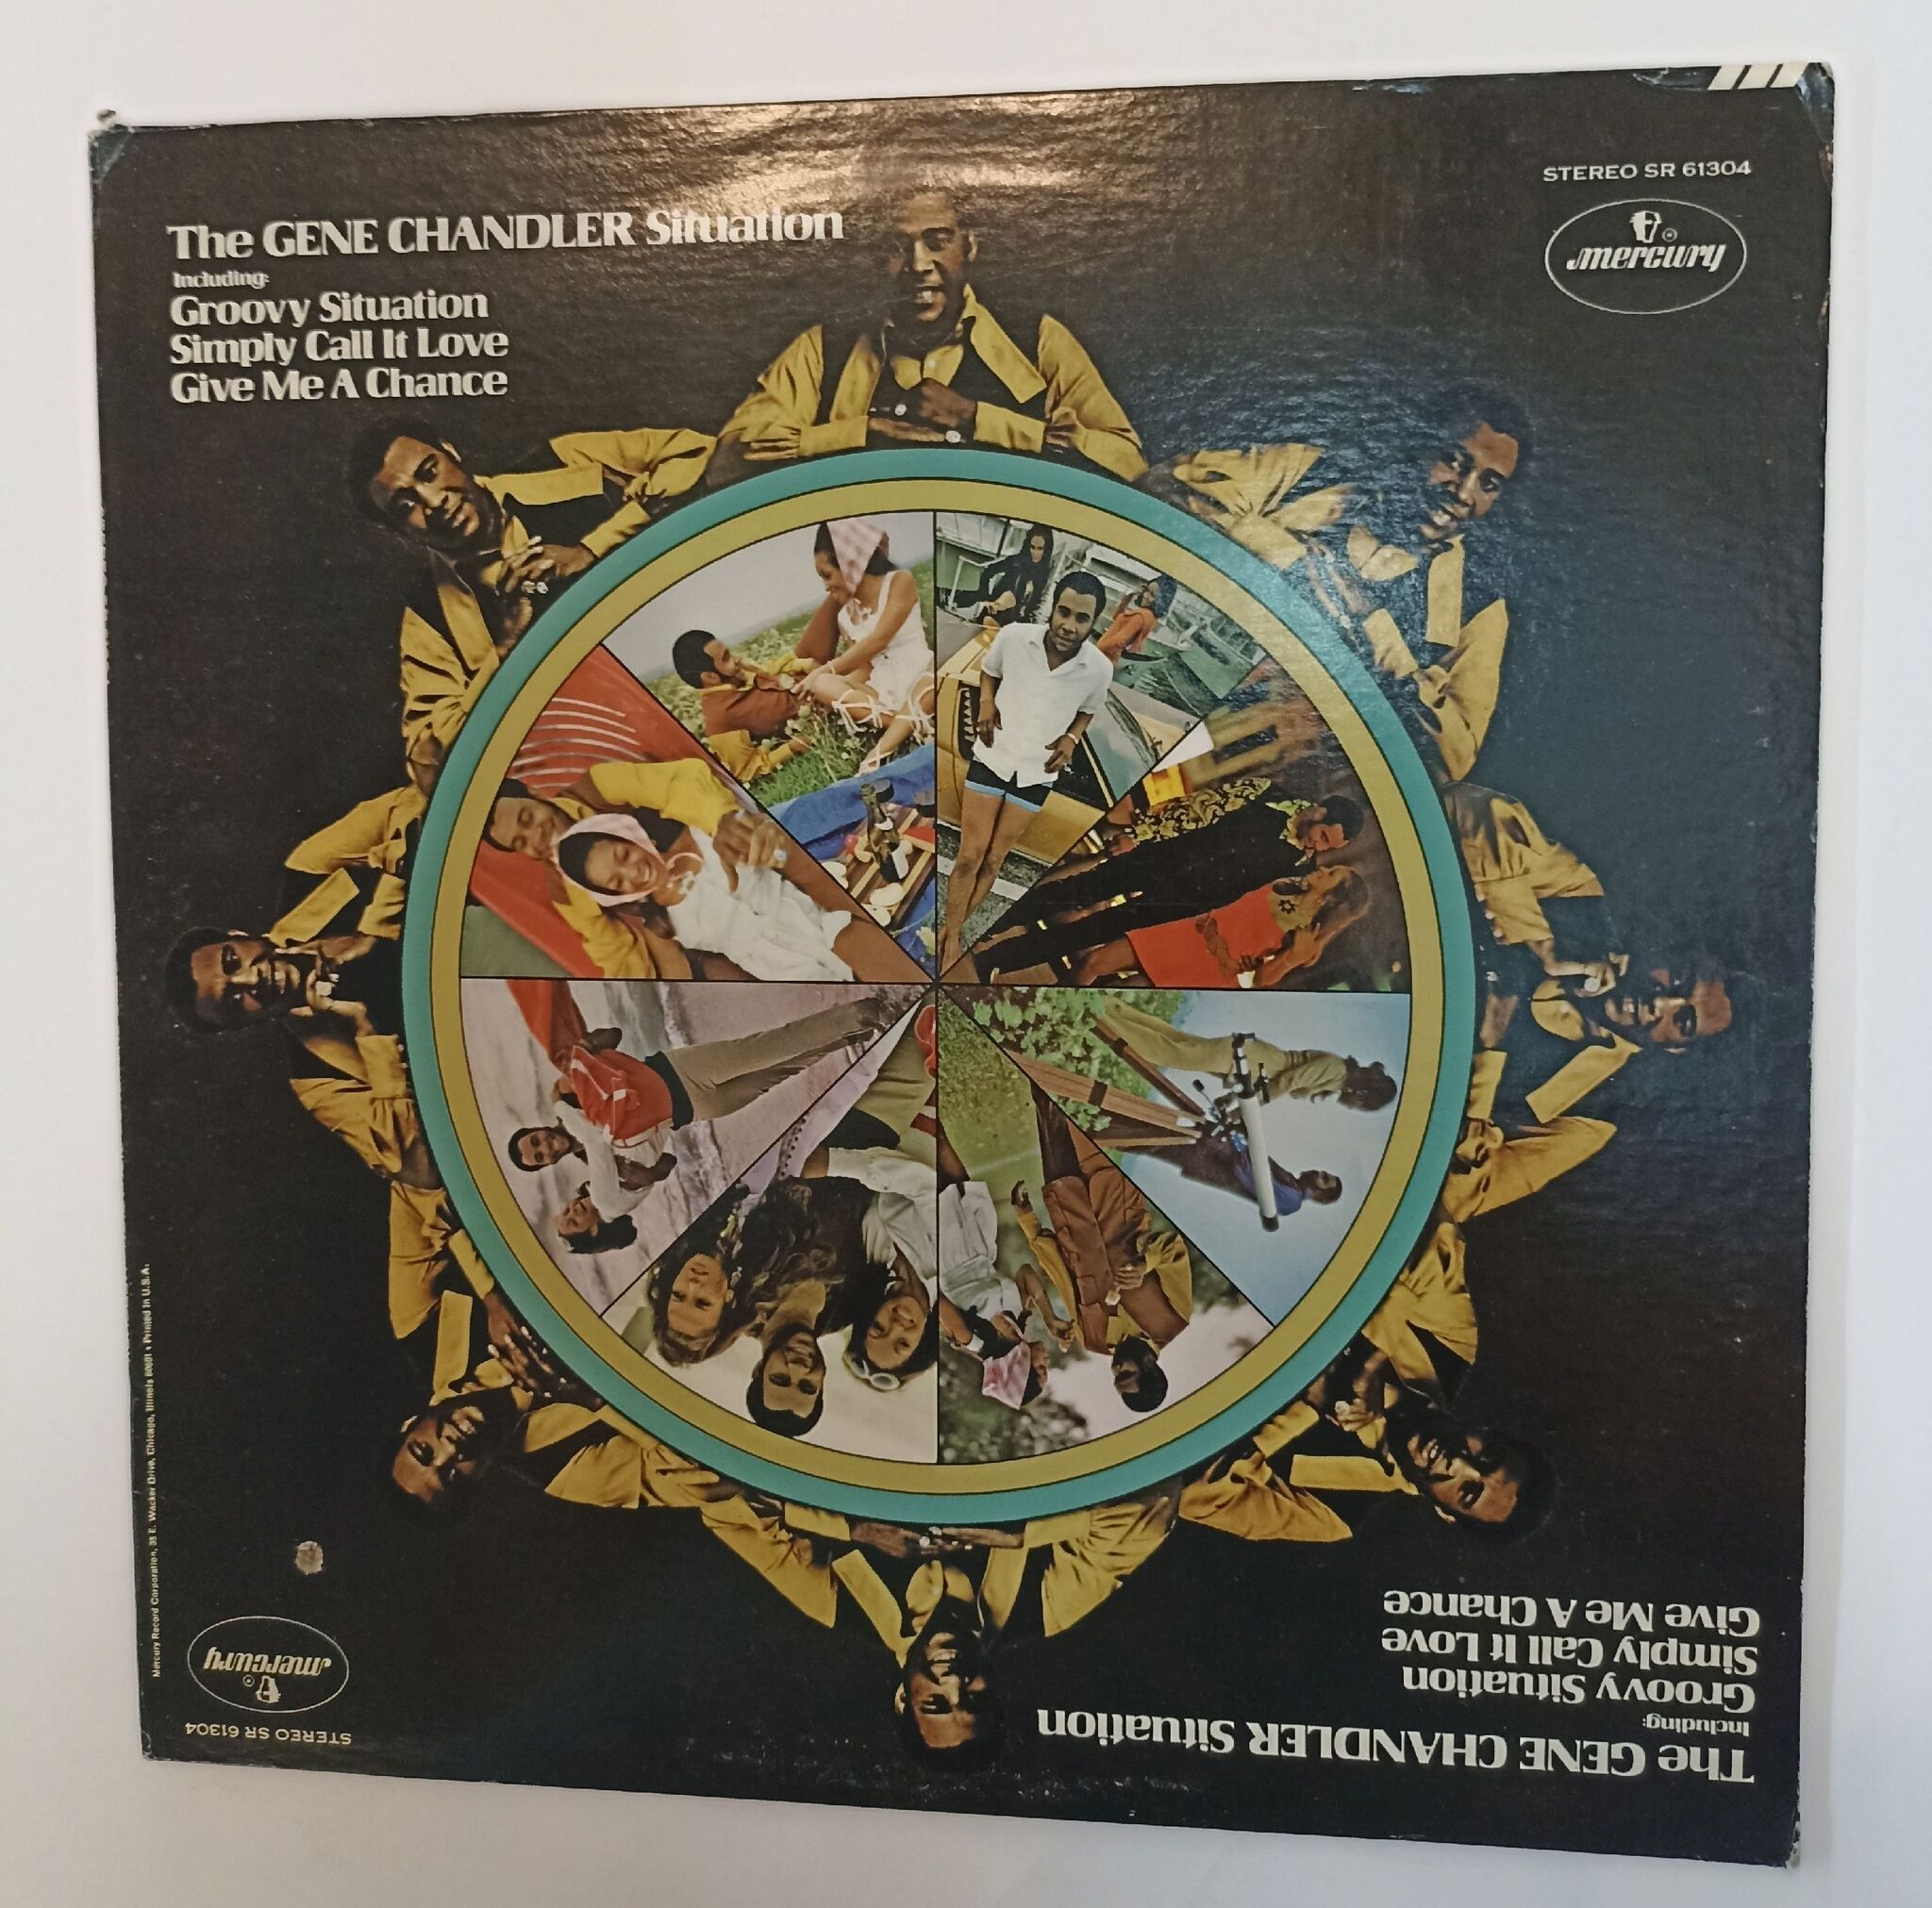 STEREO SR 61304
mercury
The GENE CHANDLER Situation
Including:
Groovy Situation
Simply Call It Love
Give Me A Chance
Mercury Record Corporation, 35 E. Wacker Drive, Chicago, Illinois 60601 • Printed in U.S.A.
The GENE CHANDLER Situation
Including:
Groovy Situation
Simply Call It Love
Give Me A Chance
STEREO SR 61304
mercury